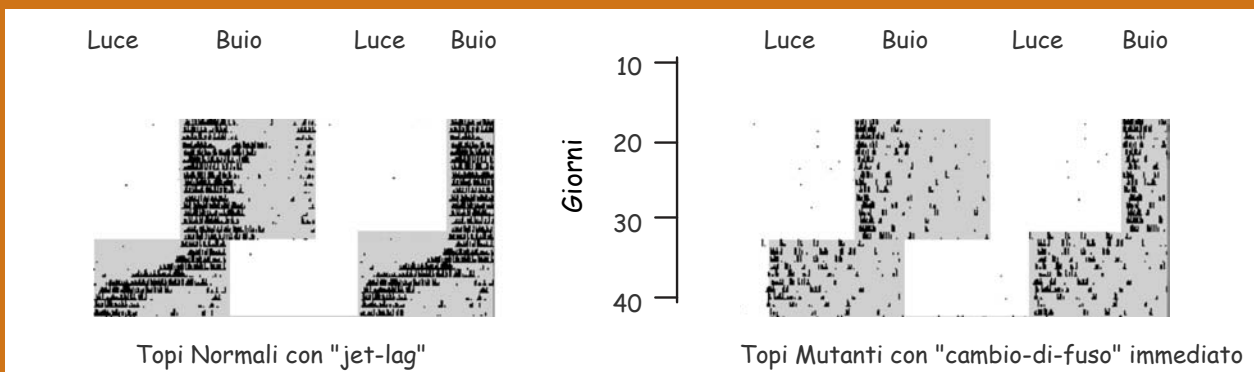 Luce Buio Luce Buio
Luce Buio Luce Buio
Giorni
10
20
30
40
Topi Normali con "jet-lag"
Topi Mutanti con "cambio-di-fuso" immediato